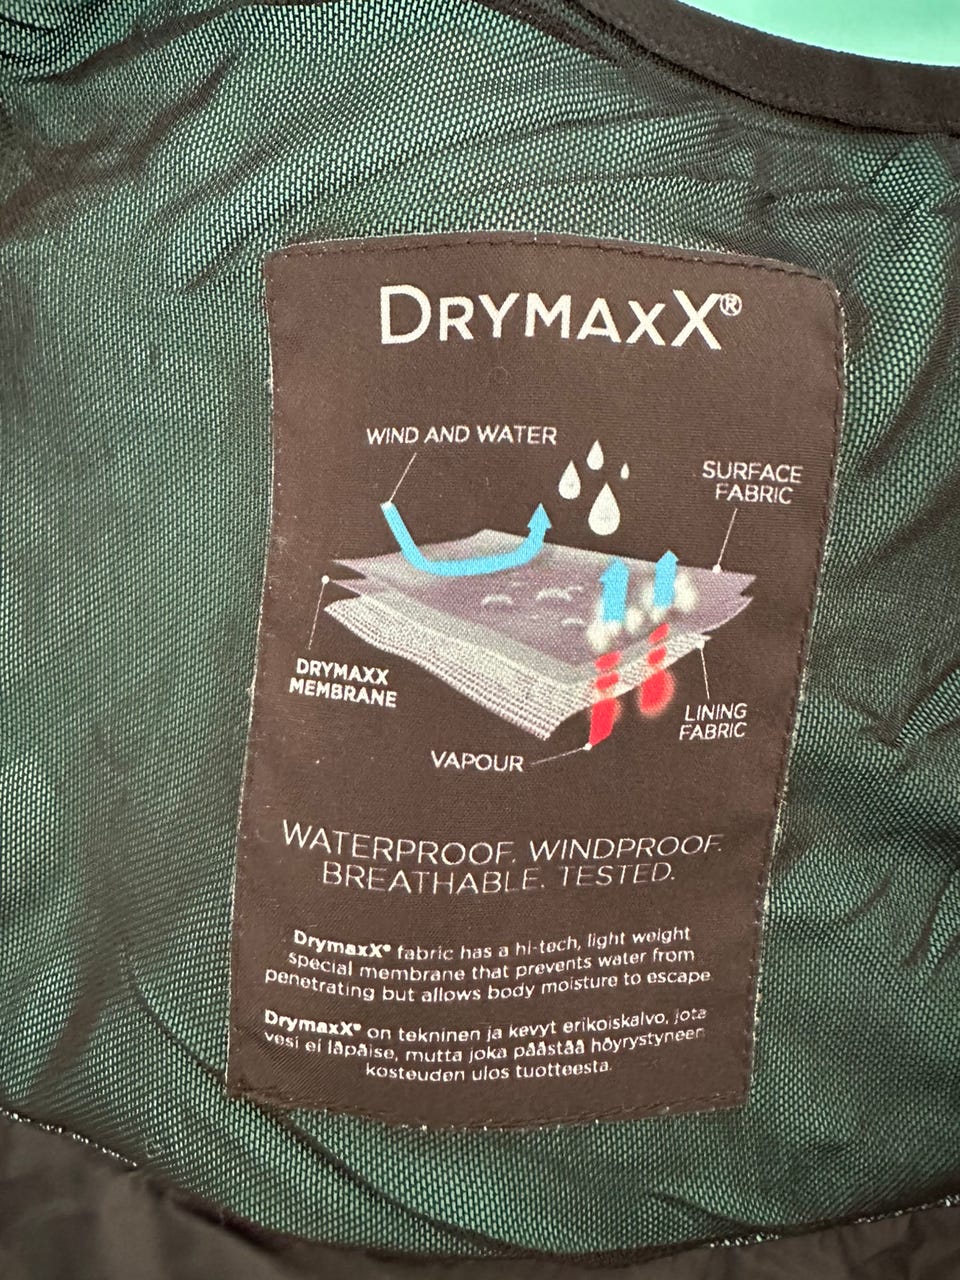 DRYMAXX®
WIND AND WATER
SURFACE
FABRIC
DRYMAXX
MEMBRANE
LINING
FABRIC
VAPOUR
WATERPROOF. WINDPROOF.
BREATHABLE. TESTED.
DrymaxX® fabric has a hi-tech, light weight
special membrane that prevents water from
penetrating but allows body moisture to escape.
DrymaxX® on tekninen ja kevyt erikoiskalvo, jota
vesi ei läpäise, mutta joka päästää höyrystyneen
kosteuden ulos tuotteesta.